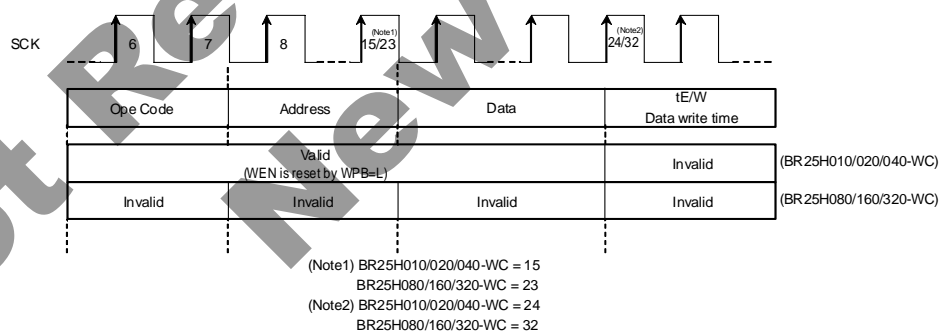 SCK
6
7
8
(Note1)
15/23
(Note2)
24/32
Ope Code
Address
Data
tE/W
Data write time
Valid
(WEN is reset by WPB=L)
Invalid
(BR25H010/020/040-WC)
Invalid
Invalid
Invalid
Invalid
(BR25H080/160/320-WC)
(Note1) BR25H010/020/040-WC = 15
BR25H080/160/320-WC = 23
(Note2) BR25H010/020/040-WC = 24
BR25H080/160/320-WC = 32
ot Re
New